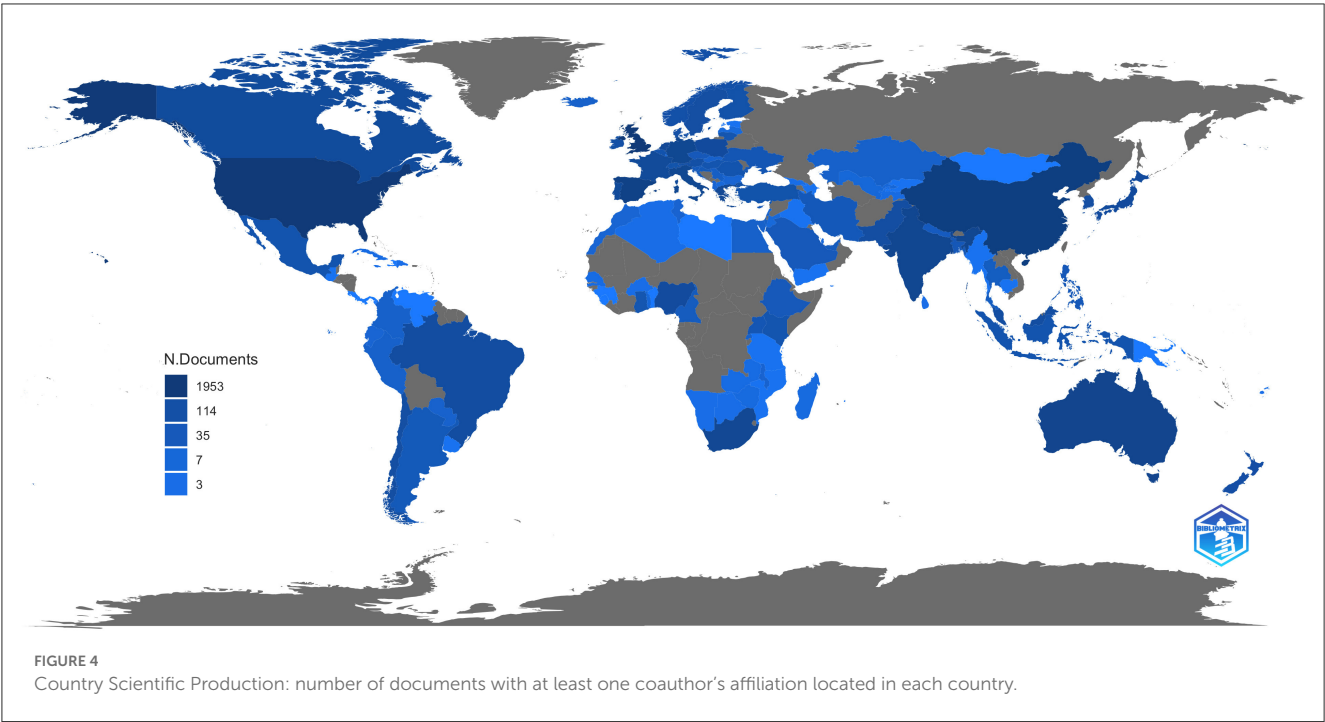 N.Documents
1953
114
35
7
3
BIBLIOMETRIX
FIGURE 4
Country Scientific Production: number of documents with at least one coauthor's affiliation located in each country.